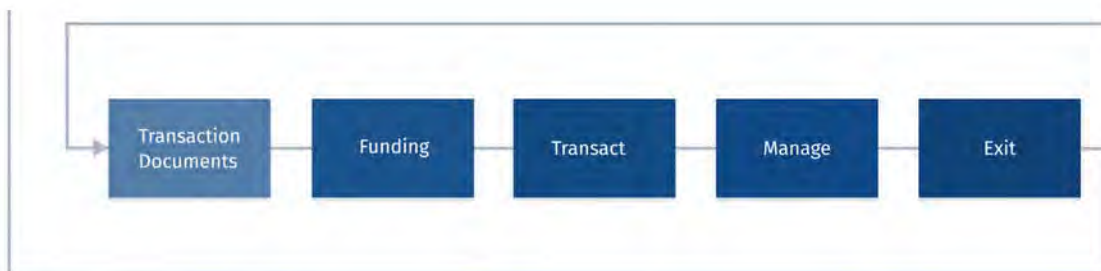 Transaction
Documents
Funding
Transact
Manage
Exit